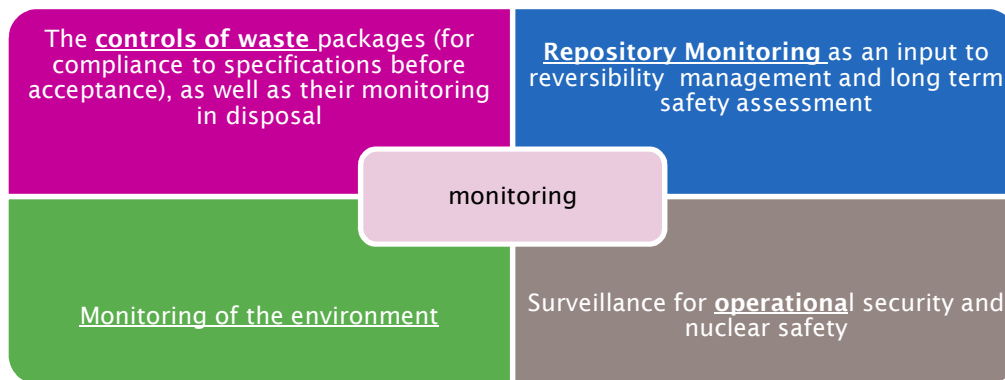 The controls of waste packages (for
compliance to specifications before
acceptance), as well as their monitoring
in disposal
Repository Monitoring as an input to
reversibility management and long term
safety assessment
monitoring
Monitoring of the environment
Surveillance for operational security and
nuclear safety